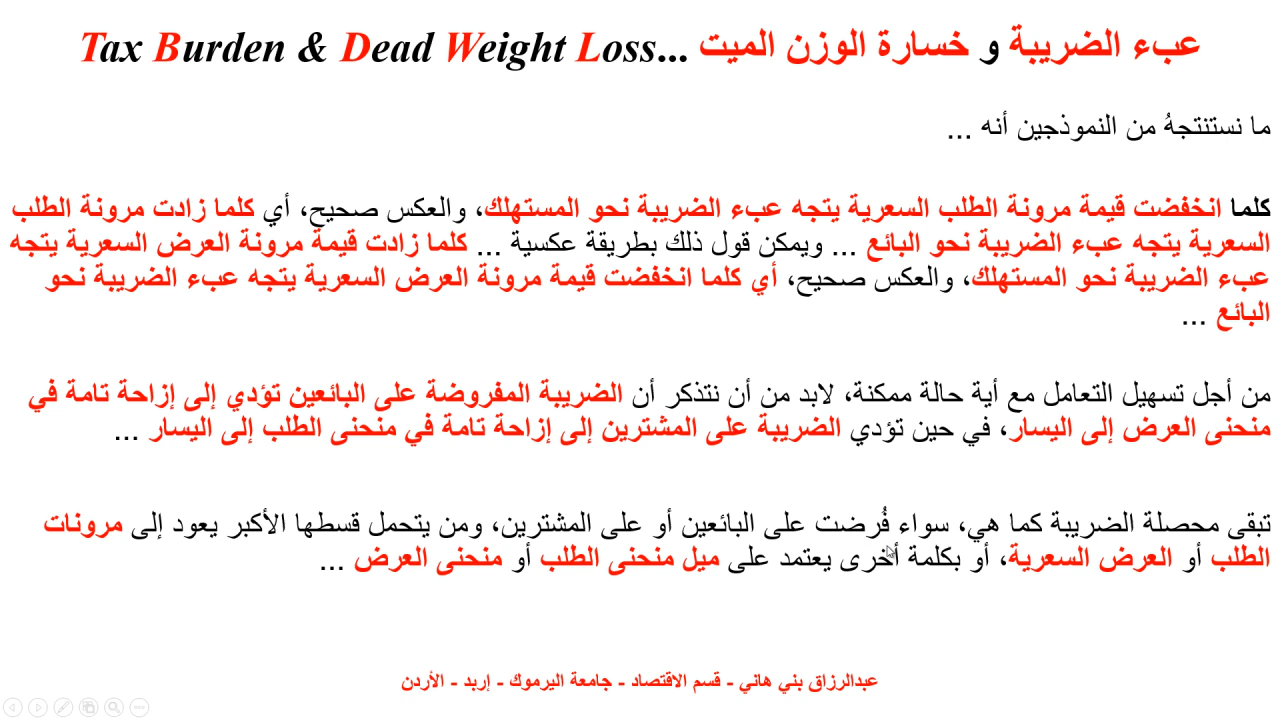 عبء الضريبة و خسارة الوزن الميت ...Tax Burden & Dead Weight Loss
ما نستنتجهُ من النموذجين أنه ...
كلما انخفضت قيمة مرونة الطلب السعرية يتجه عبء الضريبة نحو المستهلك، والعكس صحيح، أي كلما زادت مرونة الطلب
السعرية يتجه عبء الضريبة نحو البائع ... ويمكن قول ذلك بطريقة عكسية ... كلما زادت قيمة مرونة العرض السعرية يتجه
عبء الضريبة نحو المستهلك، والعكس صحيح، أي كلما انخفضت قيمة مرونة العرض السعرية يتجه عبء الضريبة نحو
البائع ...
من أجل تسهيل التعامل مع أية حالة ممكنة، لابد من أن نتذكر أن الضريبة المفروضة على البائعين تؤدي إلى إزاحة تامة في
منحنى العرض إلى اليسار، في حين تؤدي الضريبة على المشترين إلى إزاحة تامة في منحنى الطلب إلى اليسار ...
تبقى محصلة الضريبة كما هي، سواء فُرضت على البائعين أو على المشترين، ومن يتحمل قسطها الأكبر يعود إلى مرونات
الطلب أو العرض السعرية، أو بكلمة أخرى يعتمد على ميل منحنى الطلب أو منحنى العرض ...
عبدالرزاق بني هاني - قسم الاقتصاد - جامعة اليرموك - إربد - الأردن